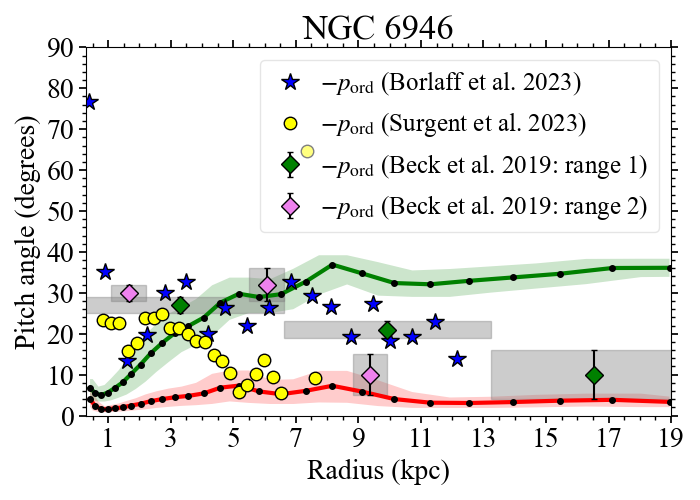 NGC 6946
90
80
70
60
50
40
30
20
10
0
Pitch angle (degrees)
−p_ord (Borlaff et al. 2023)
−p_ord (Surgent et al. 2023)
−p_ord (Beck et al. 2019: range 1)
−p_ord (Beck et al. 2019: range 2)
1 3 5 7 9 11 13 15 17 19
Radius (kpc)